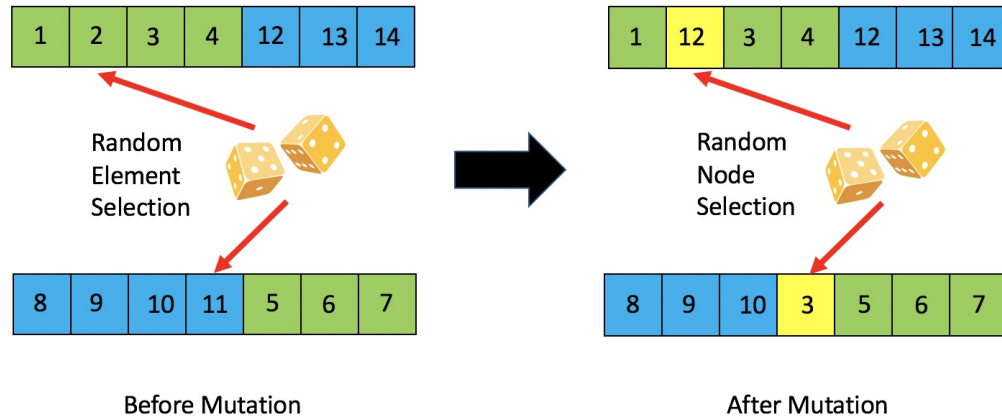 1 2 3 4 12 13 14
1 12 3 4 12 13 14
Random
Element
Selection
Random
Node
Selection
8 9 10 11 5 6 7
8 9 10 3 5 6 7
Before Mutation
After Mutation